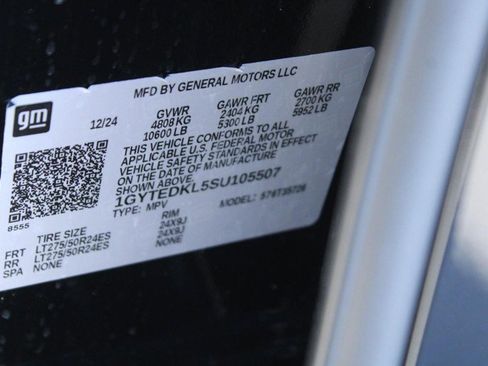 MFD BY GENERAL MOTORS LLC
gm
12/24 GVWR GAWR FRT GAWR RR
4808 KG 2404 KG 2700 KG
10600 LB 5300 LB 5952 LB
THIS VEHICLE CONFORMS TO ALL
APPLICABLE U.S. FEDERAL MOTOR
VEHICLE SAFETY STANDARDS IN EFFECT
ON THE DATE OF MANUFACTURE
SHOWN ABOVE.
1GYTEDKL5SU105507
8555 TYPE: MPV MODEL:
TIRE SIZE RIM
FRT LT275/50R24ES 24X9J
RR LT275/50R24ES 24X9J
SPA NONE NONE